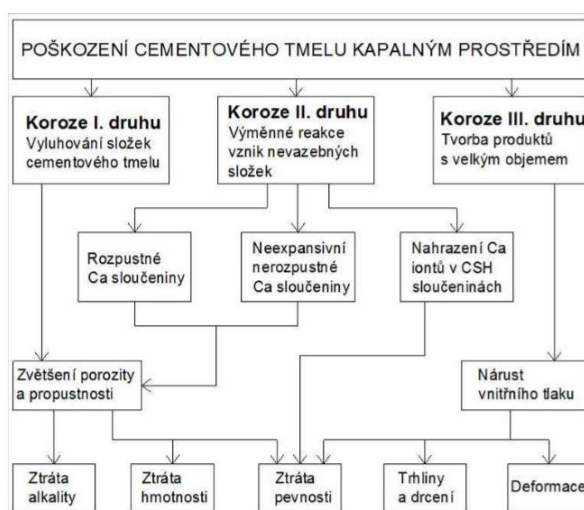 POŠKOZENÍ CEMENTOVÉHO TMELU KAPALNÝM PROSTŘEDÍM
Koroze I. druhu
Vyluhování složek
cementového tmelu
Koroze II. druhu
Výměnné reakce
vznik nevazebných
složek
Koroze III. druhu
Tvorba produktů
s velkým objemem
Rozpustné
Ca sloučeniny
Neexpansivní
nerozpustné
Ca sloučeniny
Nahrazení Ca
iontů v CSH
sloučeninách
Zvětšení porozity
a propustnosti
Nárust
vnitřního tlaku
Ztráta
alkality
Ztráta
hmotnosti
Ztráta
pevnosti
Trhliny
a drcení
Deformace